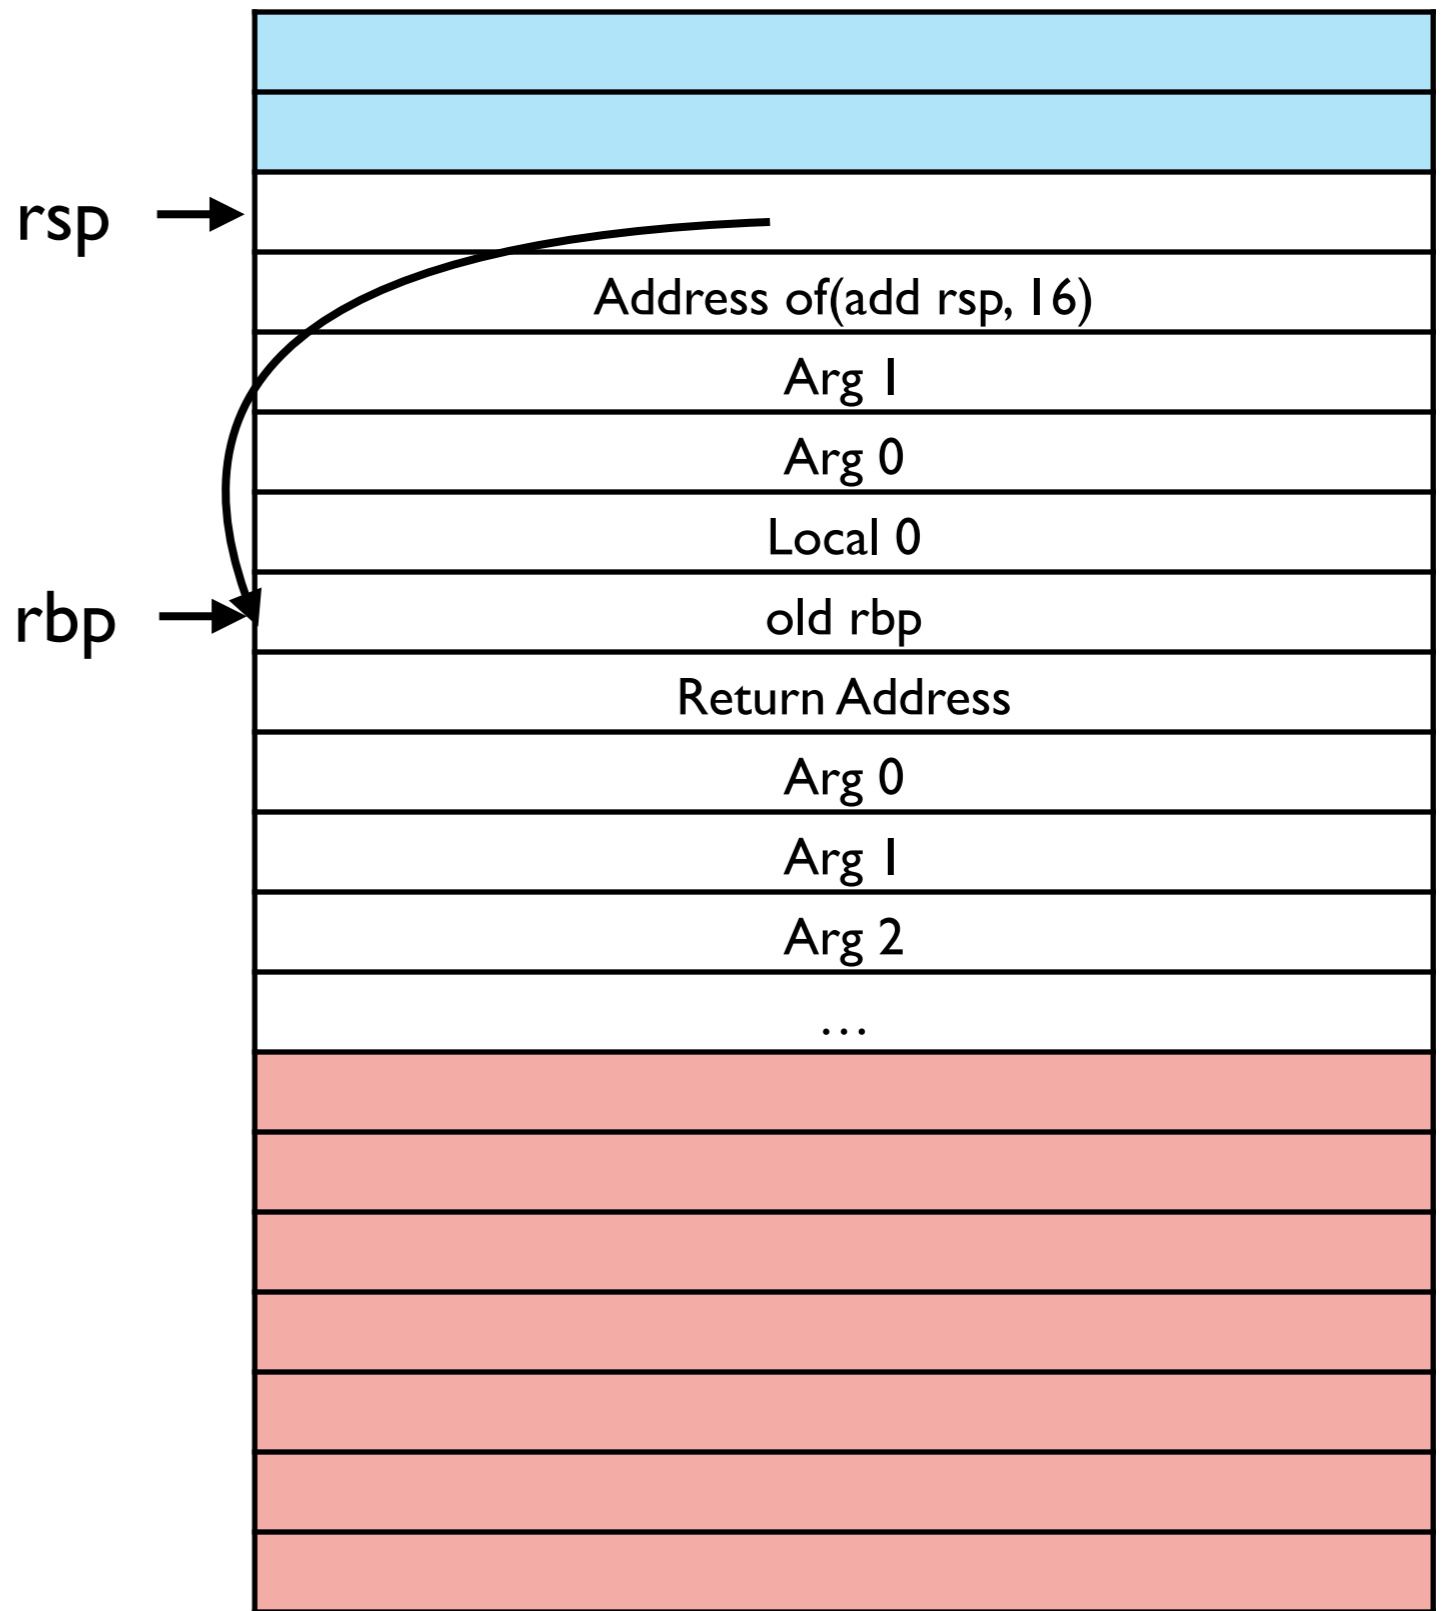 rsp
Address of(add rsp, 16)
Arg 1
Arg 0
Local 0
rbp
old rbp
Return Address
Arg 0
Arg 1
Arg 2
…